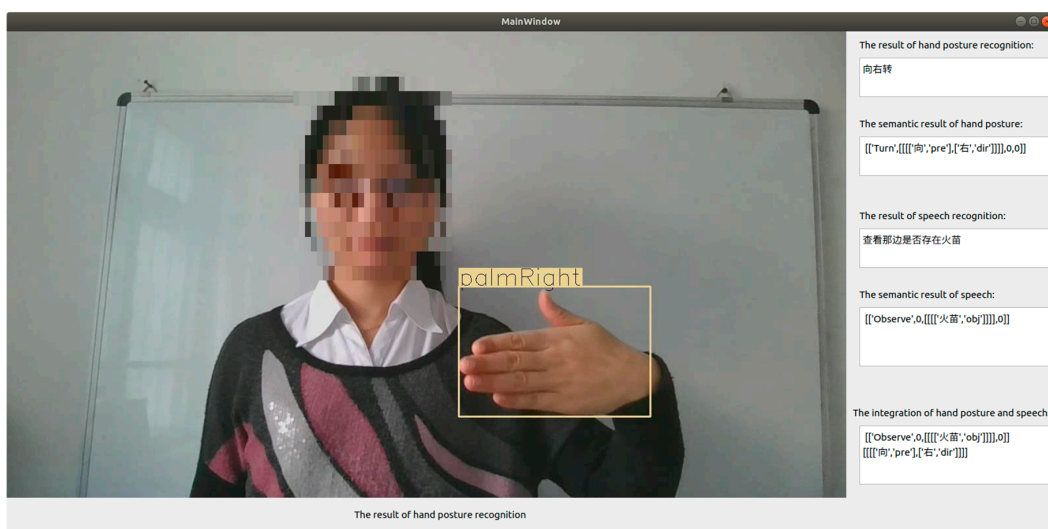 MainWindow
The result of hand posture recognition:
向右转
The semantic result of hand posture:
[['Turn',[[[['向','pre'],['右','dir']]]],0,0]]
The result of speech recognition:
查看那边是否存在火苗
The semantic result of speech:
[['Observe',0,[[[['火苗','obj']]]],0]]
The integration of hand posture and speech
[['Observe',0,[[[['火苗','obj']]]],0]]
[[[['向','pre'],['右','dir']]]]
palmRight
The result of hand posture recognition